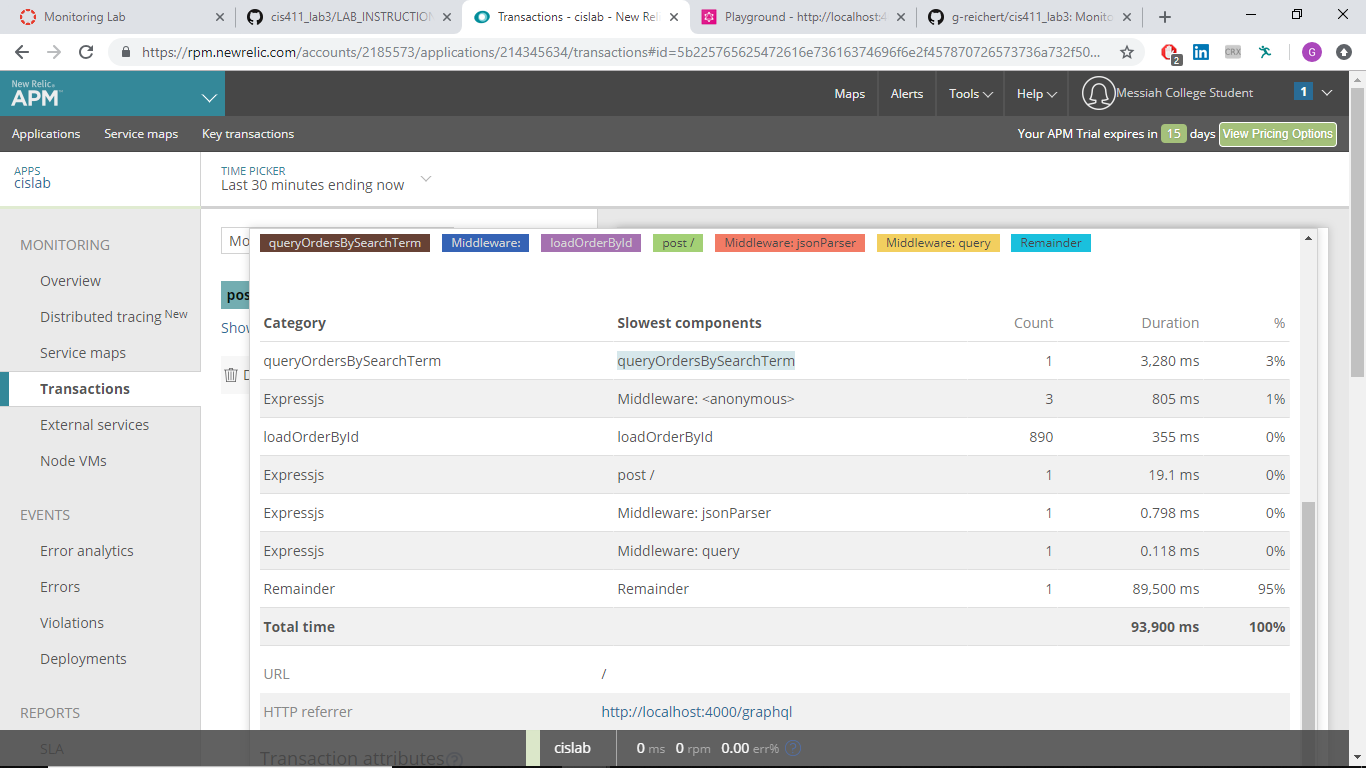 Monitoring Lab
cis411_lab3/LAB_INSTRUCTION
Transactions - cislab - New Reli
Playground - http://localhost:4
g-reichert/cis411_lab3: Monito
https://rpm.newrelic.com/accounts/2185573/applications/214345634/transactions#id=5b225765625472616e73616374696f6e2f457870726573736a732f50...
2
CRX
G
New Relic
APM
Maps
Alerts
Tools
Help
Messiah College Student
1
Applications
Service maps
Key transactions
Your APM Trial expires in 15 days
View Pricing Options
APPS
cislab
TIME PICKER
Last 30 minutes ending now
MONITORING
Overview
Distributed tracing New
Service maps
Transactions
External services
Node VMs
EVENTS
Error analytics
Errors
Violations
Deployments
REPORTS
SLA
Mo
pos
Show
D
queryOrdersBySearchTerm
Middleware:
loadOrderById
post /
Middleware: jsonParser
Middleware: query
Remainder
Category Slowest components Count Duration %
queryOrdersBySearchTerm queryOrdersBySearchTerm 1 3,280 ms 3%
Expressjs Middleware: <anonymous> 3 805 ms 1%
loadOrderById loadOrderById 890 355 ms 0%
Expressjs post / 1 19.1 ms 0%
Expressjs Middleware: jsonParser 1 0.798 ms 0%
Expressjs Middleware: query 1 0.118 ms 0%
Remainder Remainder 1 89,500 ms 95%
Total time 93,900 ms 100%
URL /
HTTP referrer http://localhost:4000/graphql
Transaction attributes ?
cislab 0 ms 0 rpm 0.00 err% ?